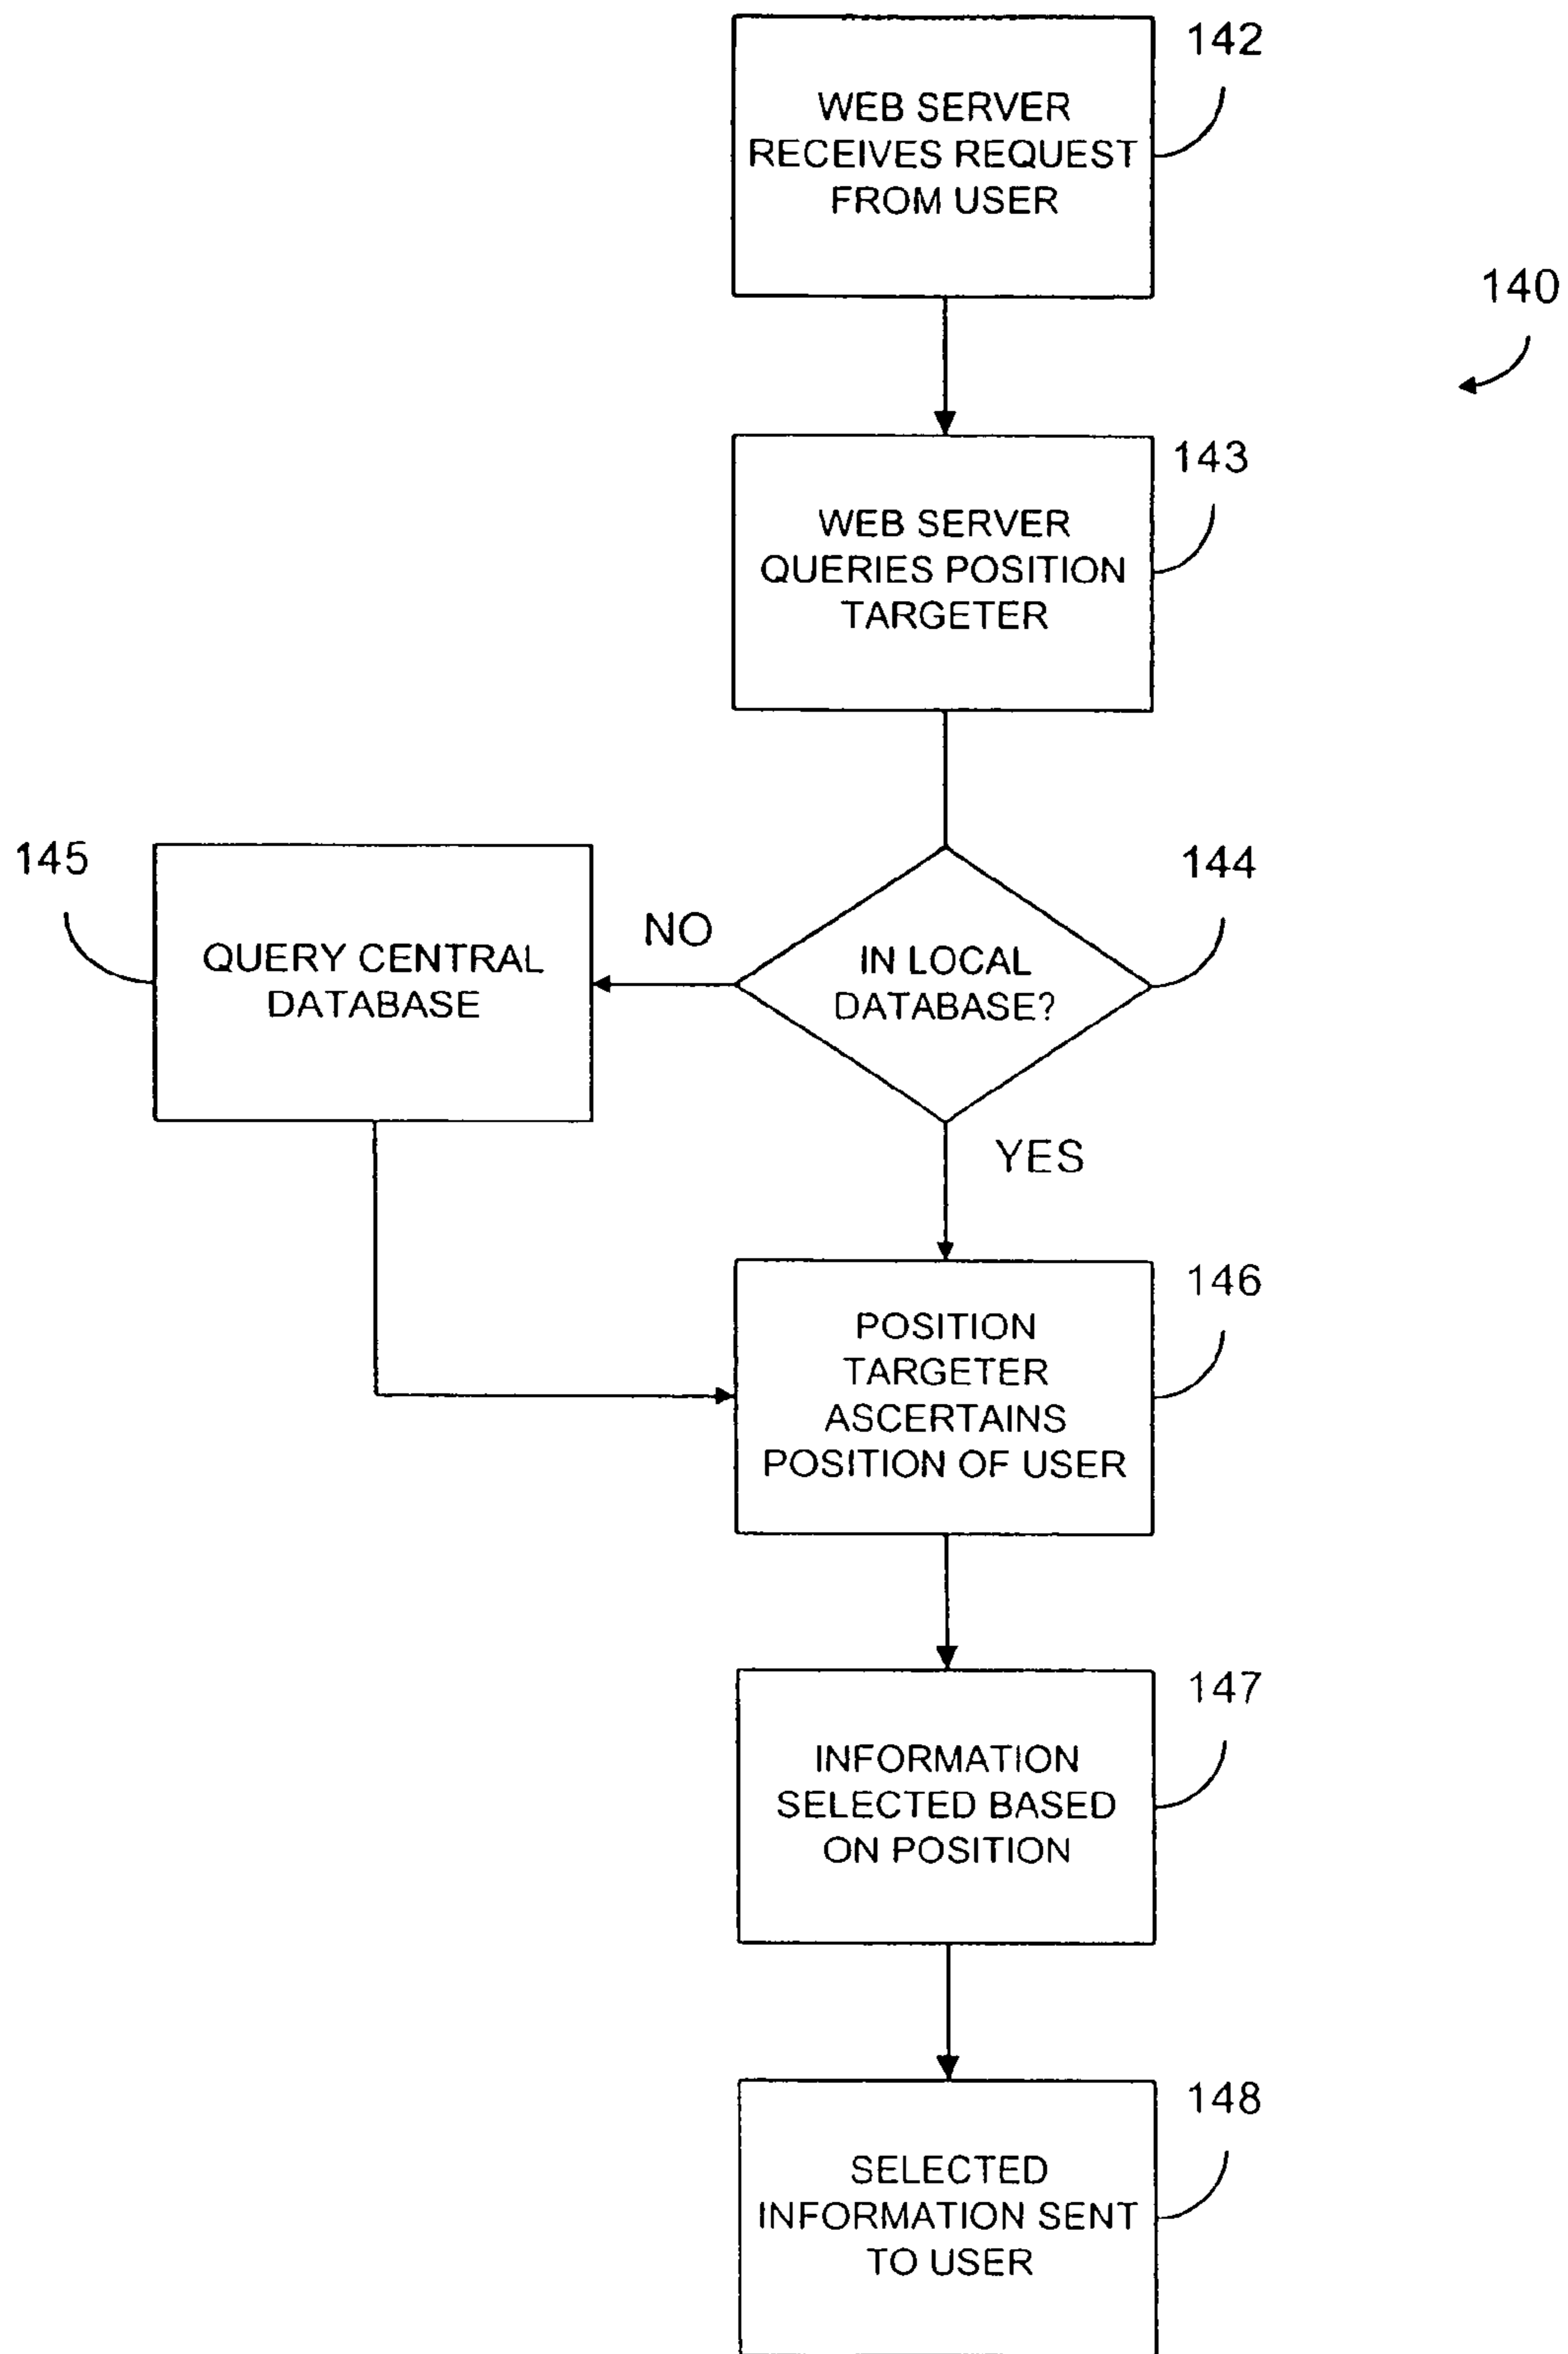 142
WEB SERVER
RECEIVES REQUEST
FROM USER
140
143
WEB SERVER
QUERIES POSITION
TARGETER
145
QUERY CENTRAL
DATABASE
NO
144
IN LOCAL
DATABASE?
YES
146
POSITION
TARGETER
ASCERTAINS
POSITION OF USER
147
INFORMATION
SELECTED BASED
ON POSITION
148
SELECTED
INFORMATION SENT
TO USER